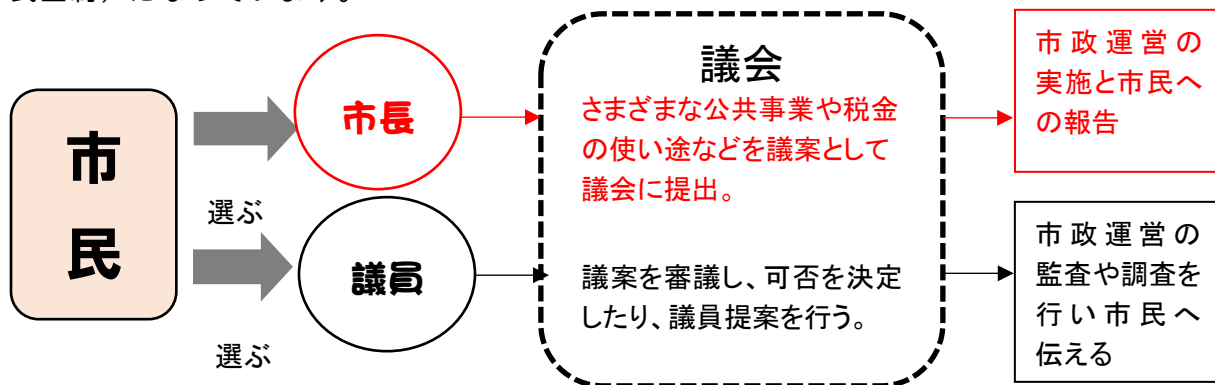 市
民
選ぶ
選ぶ
市長
議員
議会
さまざまな公共事業や税金
の使い途などを議案として
議会に提出。
議案を審議し、可否を決定
したり、議員提案を行う。
市政運営の
実施と市民へ
の報告
市政運営の
監査や調査を
行い市民へ
伝える